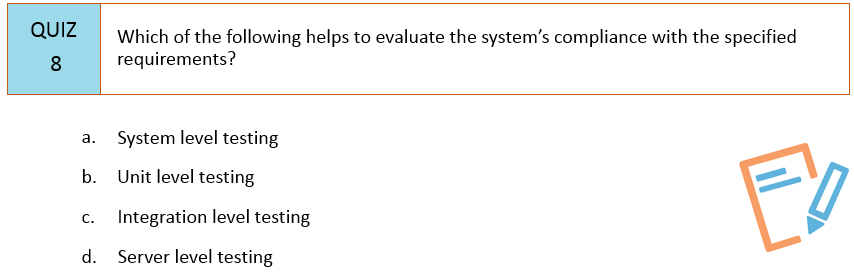 QUIZ
8
Which of the following helps to evaluate the system’s compliance with the specified
requirements?
a. System level testing
b. Unit level testing
c. Integration level testing
d. Server level testing